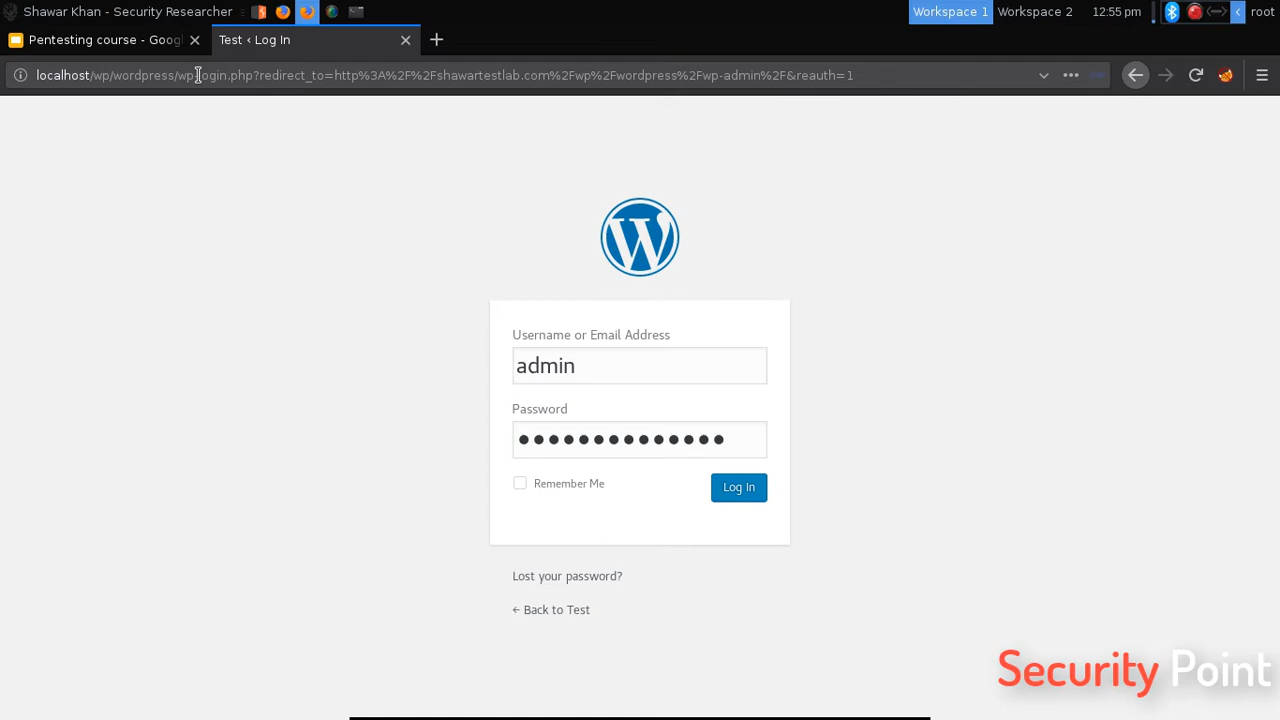 Shawar Khan - Security Researcher
Workspace 1
Workspace 2
12:55 pm
root
Pentesting course - Goog
Test ‹ Log In
localhost/wp/wordpress/wp-login.php?redirect_to=http%3A%2F%2Fshawartestlab.com%2Fwp%2Fwordpress%2Fwp-admin%2F&reauth=1
Username or Email Address
admin
Password
Remember Me
Log In
Lost your password?
← Back to Test
Security Point